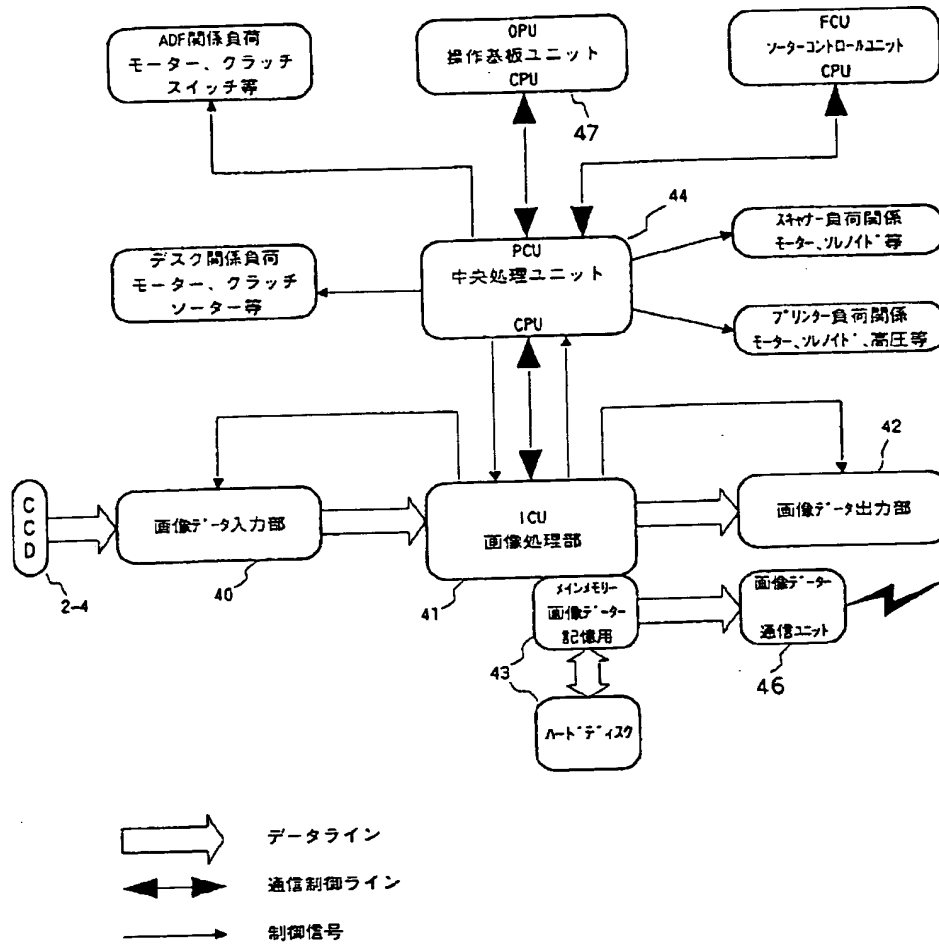 ADF関係負荷
モーター、クラッチ
スイッチ等
OPU
操作基板ユニット
CPU
47
FCU
ソーターコントロールユニット
CPU
44
PCU
中央処理ユニット
CPU
デスク関係負荷
モーター、クラッチ
ソーター等
スキャナー負荷関係
モーター、ソレノイド等
プリンター負荷関係
モーター、ソレノイド、高圧等
CCD
2-4
画像データ入力部
40
ICU
画像処理部
41
42
画像データ出力部
メインメモリー
画像データー
記憶用
43
画像データー
通信ユニット
46
ハードディスク
データライン
通信制御ライン
制御信号